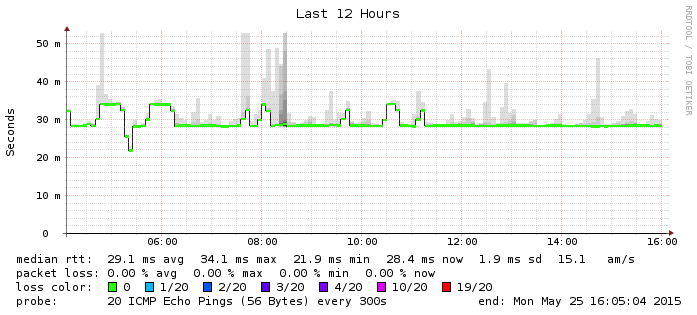 Last 12 Hours
RRDTOOL / TOBI OETIKER
Seconds
50 m
40 m
30 m
20 m
10 m
0
06:00 08:00 10:00 12:00 14:00 16:00
median rtt: 29.1 ms avg 34.1 ms max 21.9 ms min 28.4 ms now 1.9 ms sd 15.1 am/s
packet loss: 0.00 % avg 0.00 % max 0.00 % min 0.00 % now
loss color: 0 1/20 2/20 3/20 4/20 10/20 19/20
probe: 20 ICMP Echo Pings (56 Bytes) every 300s end: Mon May 25 16:05:04 2015